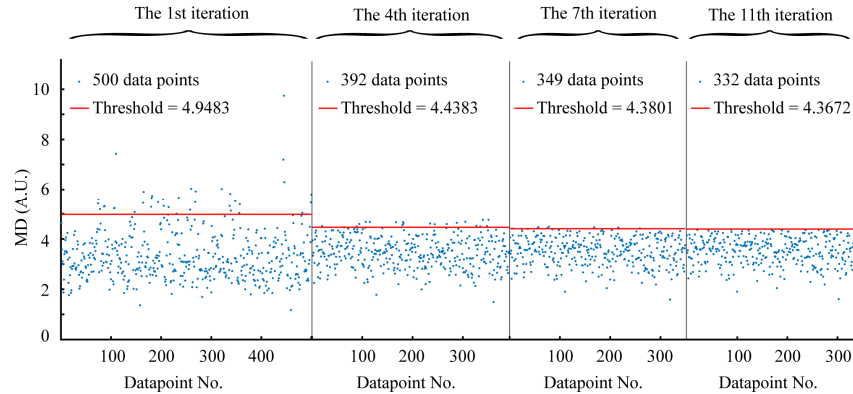 The 1st iteration
The 4th iteration
The 7th iteration
The 11th iteration
500 data points
Threshold = 4.9483
392 data points
Threshold = 4.4383
349 data points
Threshold = 4.3801
332 data points
Threshold = 4.3672
MD (A.U.)
10
8
6
4
2
0
100 200 300 400
100 200 300
100 200 300
100 200 300
Datapoint No.
Datapoint No.
Datapoint No.
Datapoint No.